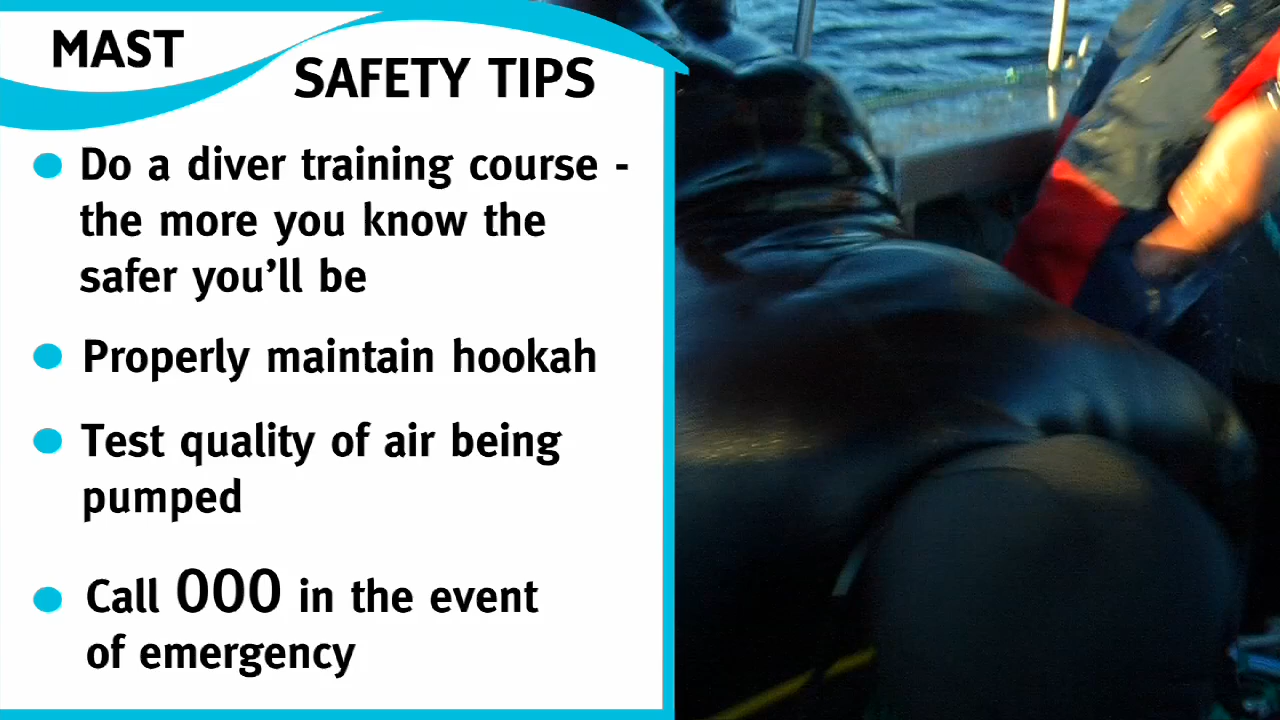 MAST
SAFETY TIPS
Do a diver training course -
the more you know the
safer you'll be
Properly maintain hookah
Test quality of air being
pumped
Call 000 in the event
of emergency